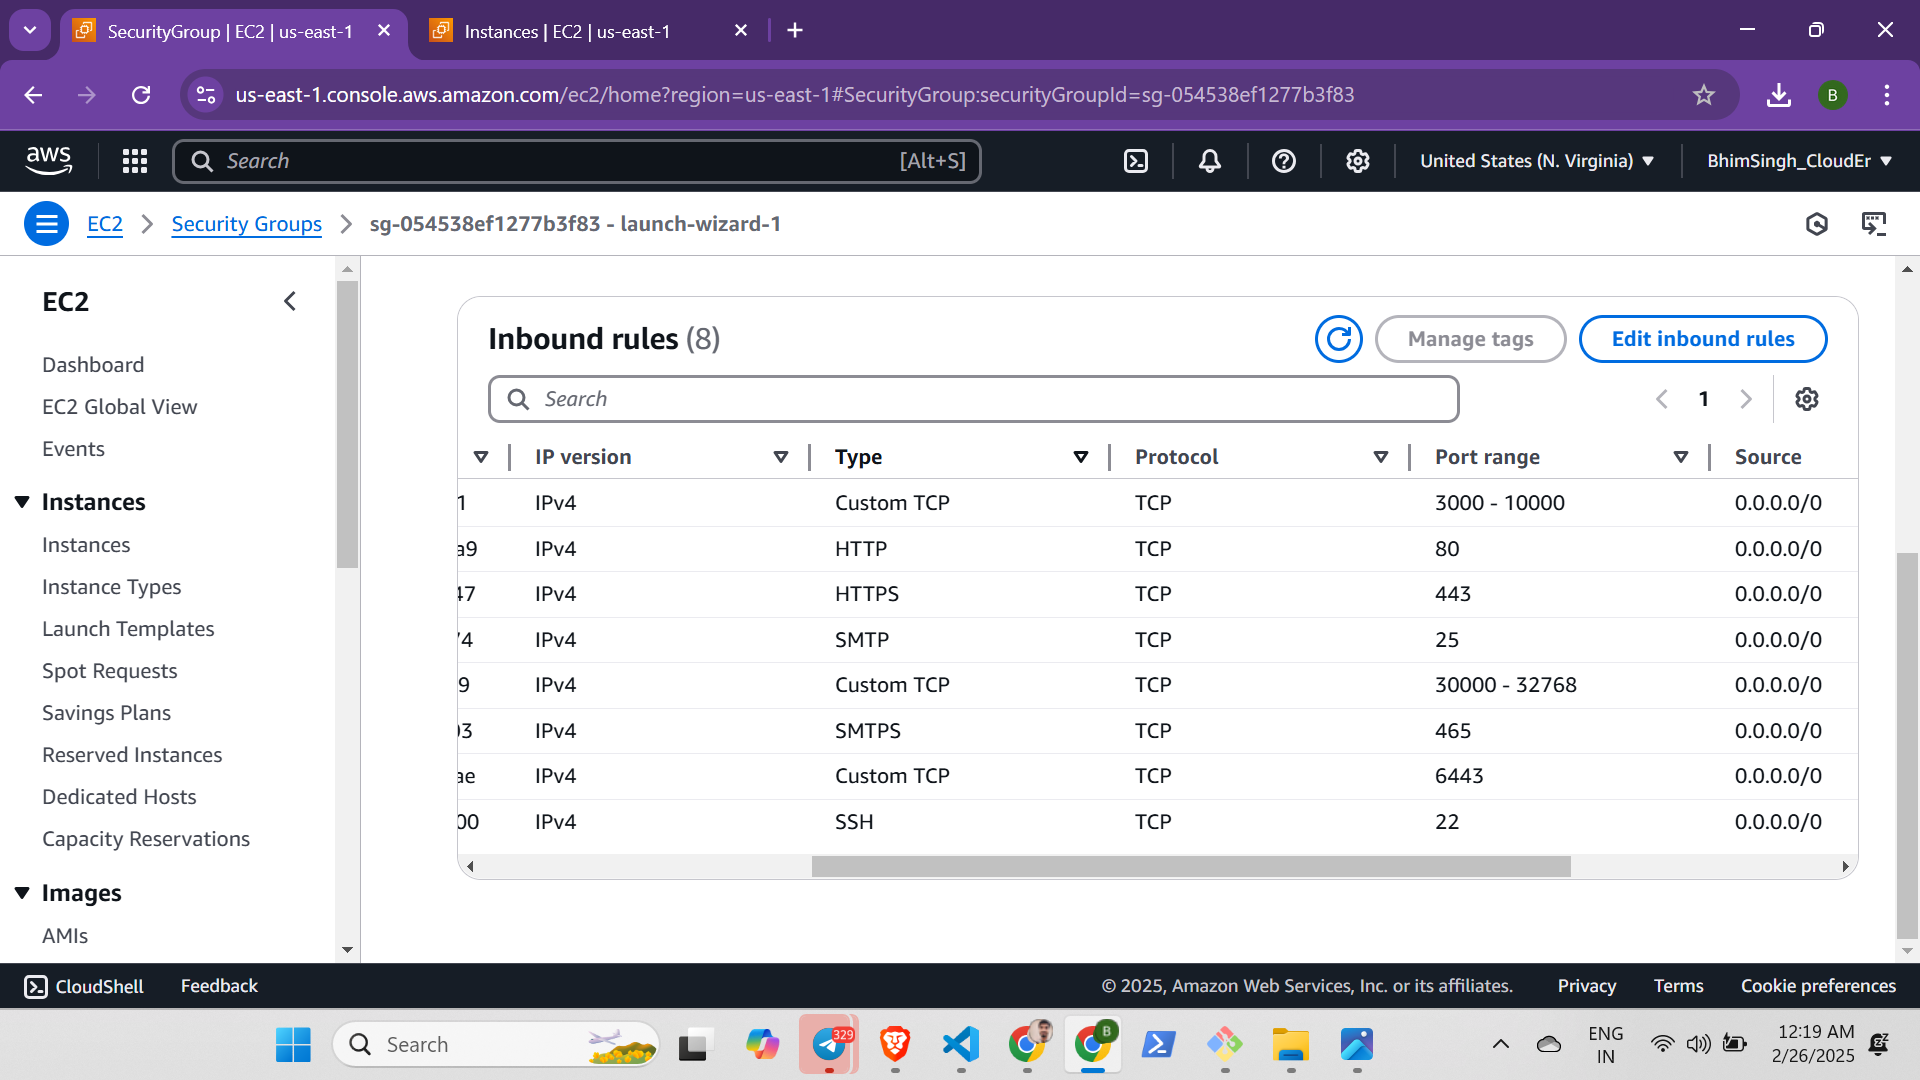 SecurityGroup | EC2 | us-east-1
Instances | EC2 | us-east-1
us-east-1.console.aws.amazon.com/ec2/home?region=us-east-1#SecurityGroup:securityGroupId=sg-054538ef1277b3f83
B
aws
Search [Alt+S]
United States (N. Virginia)
BhimSingh_CloudEr
EC2 Security Groups sg-054538ef1277b3f83 - launch-wizard-1
EC2
Dashboard
EC2 Global View
Events
Instances
Instances
Instance Types
Launch Templates
Spot Requests
Savings Plans
Reserved Instances
Dedicated Hosts
Capacity Reservations
Images
AMIs
Inbound rules (8)
Manage tags
Edit inbound rules
Search
1
IP version Type Protocol Port range Source
1 IPv4 Custom TCP TCP 3000 - 10000 0.0.0.0/0
a9 IPv4 HTTP TCP 80 0.0.0.0/0
47 IPv4 HTTPS TCP 443 0.0.0.0/0
4 IPv4 SMTP TCP 25 0.0.0.0/0
9 IPv4 Custom TCP TCP 30000 - 32768 0.0.0.0/0
3 IPv4 SMTPS TCP 465 0.0.0.0/0
ae IPv4 Custom TCP TCP 6443 0.0.0.0/0
00 IPv4 SSH TCP 22 0.0.0.0/0
CloudShell Feedback © 2025, Amazon Web Services, Inc. or its affiliates. Privacy Terms Cookie preferences
Search
329
B
ENG
IN
12:19 AM
2/26/2025